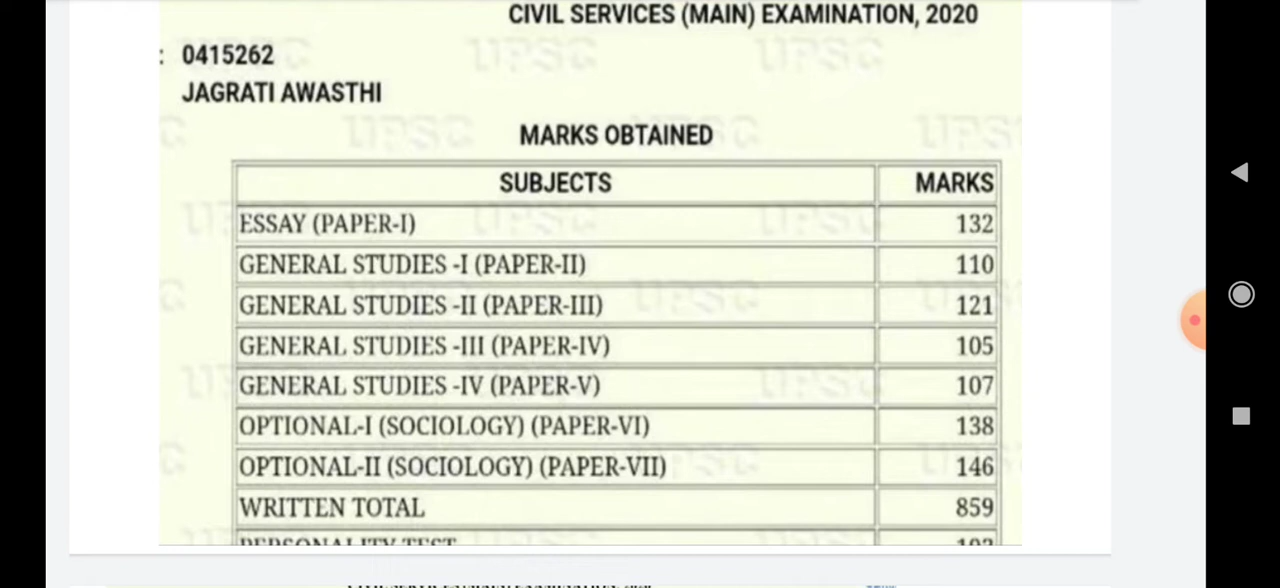 CIVIL SERVICES (MAIN) EXAMINATION, 2020
: 0415262
JAGRATI AWASTHI
MARKS OBTAINED
SUBJECTS MARKS
ESSAY (PAPER-I) 132
GENERAL STUDIES -I (PAPER-II) 110
GENERAL STUDIES -II (PAPER-III) 121
GENERAL STUDIES -III (PAPER-IV) 105
GENERAL STUDIES -IV (PAPER-V) 107
OPTIONAL-I (SOCIOLOGY) (PAPER-VI) 138
OPTIONAL-II (SOCIOLOGY) (PAPER-VII) 146
WRITTEN TOTAL 859
PERSONALITY TEST